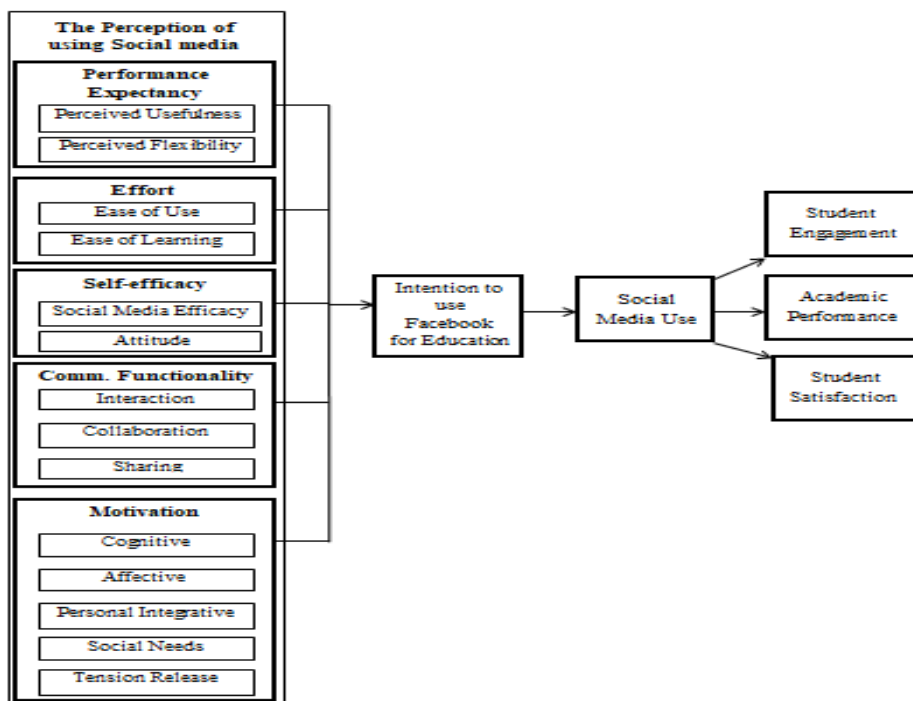 The Perception of
using Social media
Performance
Expectancy
Perceived Usefulness
Perceived Flexibility
Effort
Ease of Use
Ease of Learning
Self-efficacy
Social Media Efficacy
Attitude
Comm. Functionality
Interaction
Collaboration
Sharing
Motivation
Cognitive
Affective
Personal Integrative
Social Needs
Tension Release
Intention to
use
Facebook
for Education
Social
Media Use
Student
Engagement
Academic
Performance
Student
Satisfaction